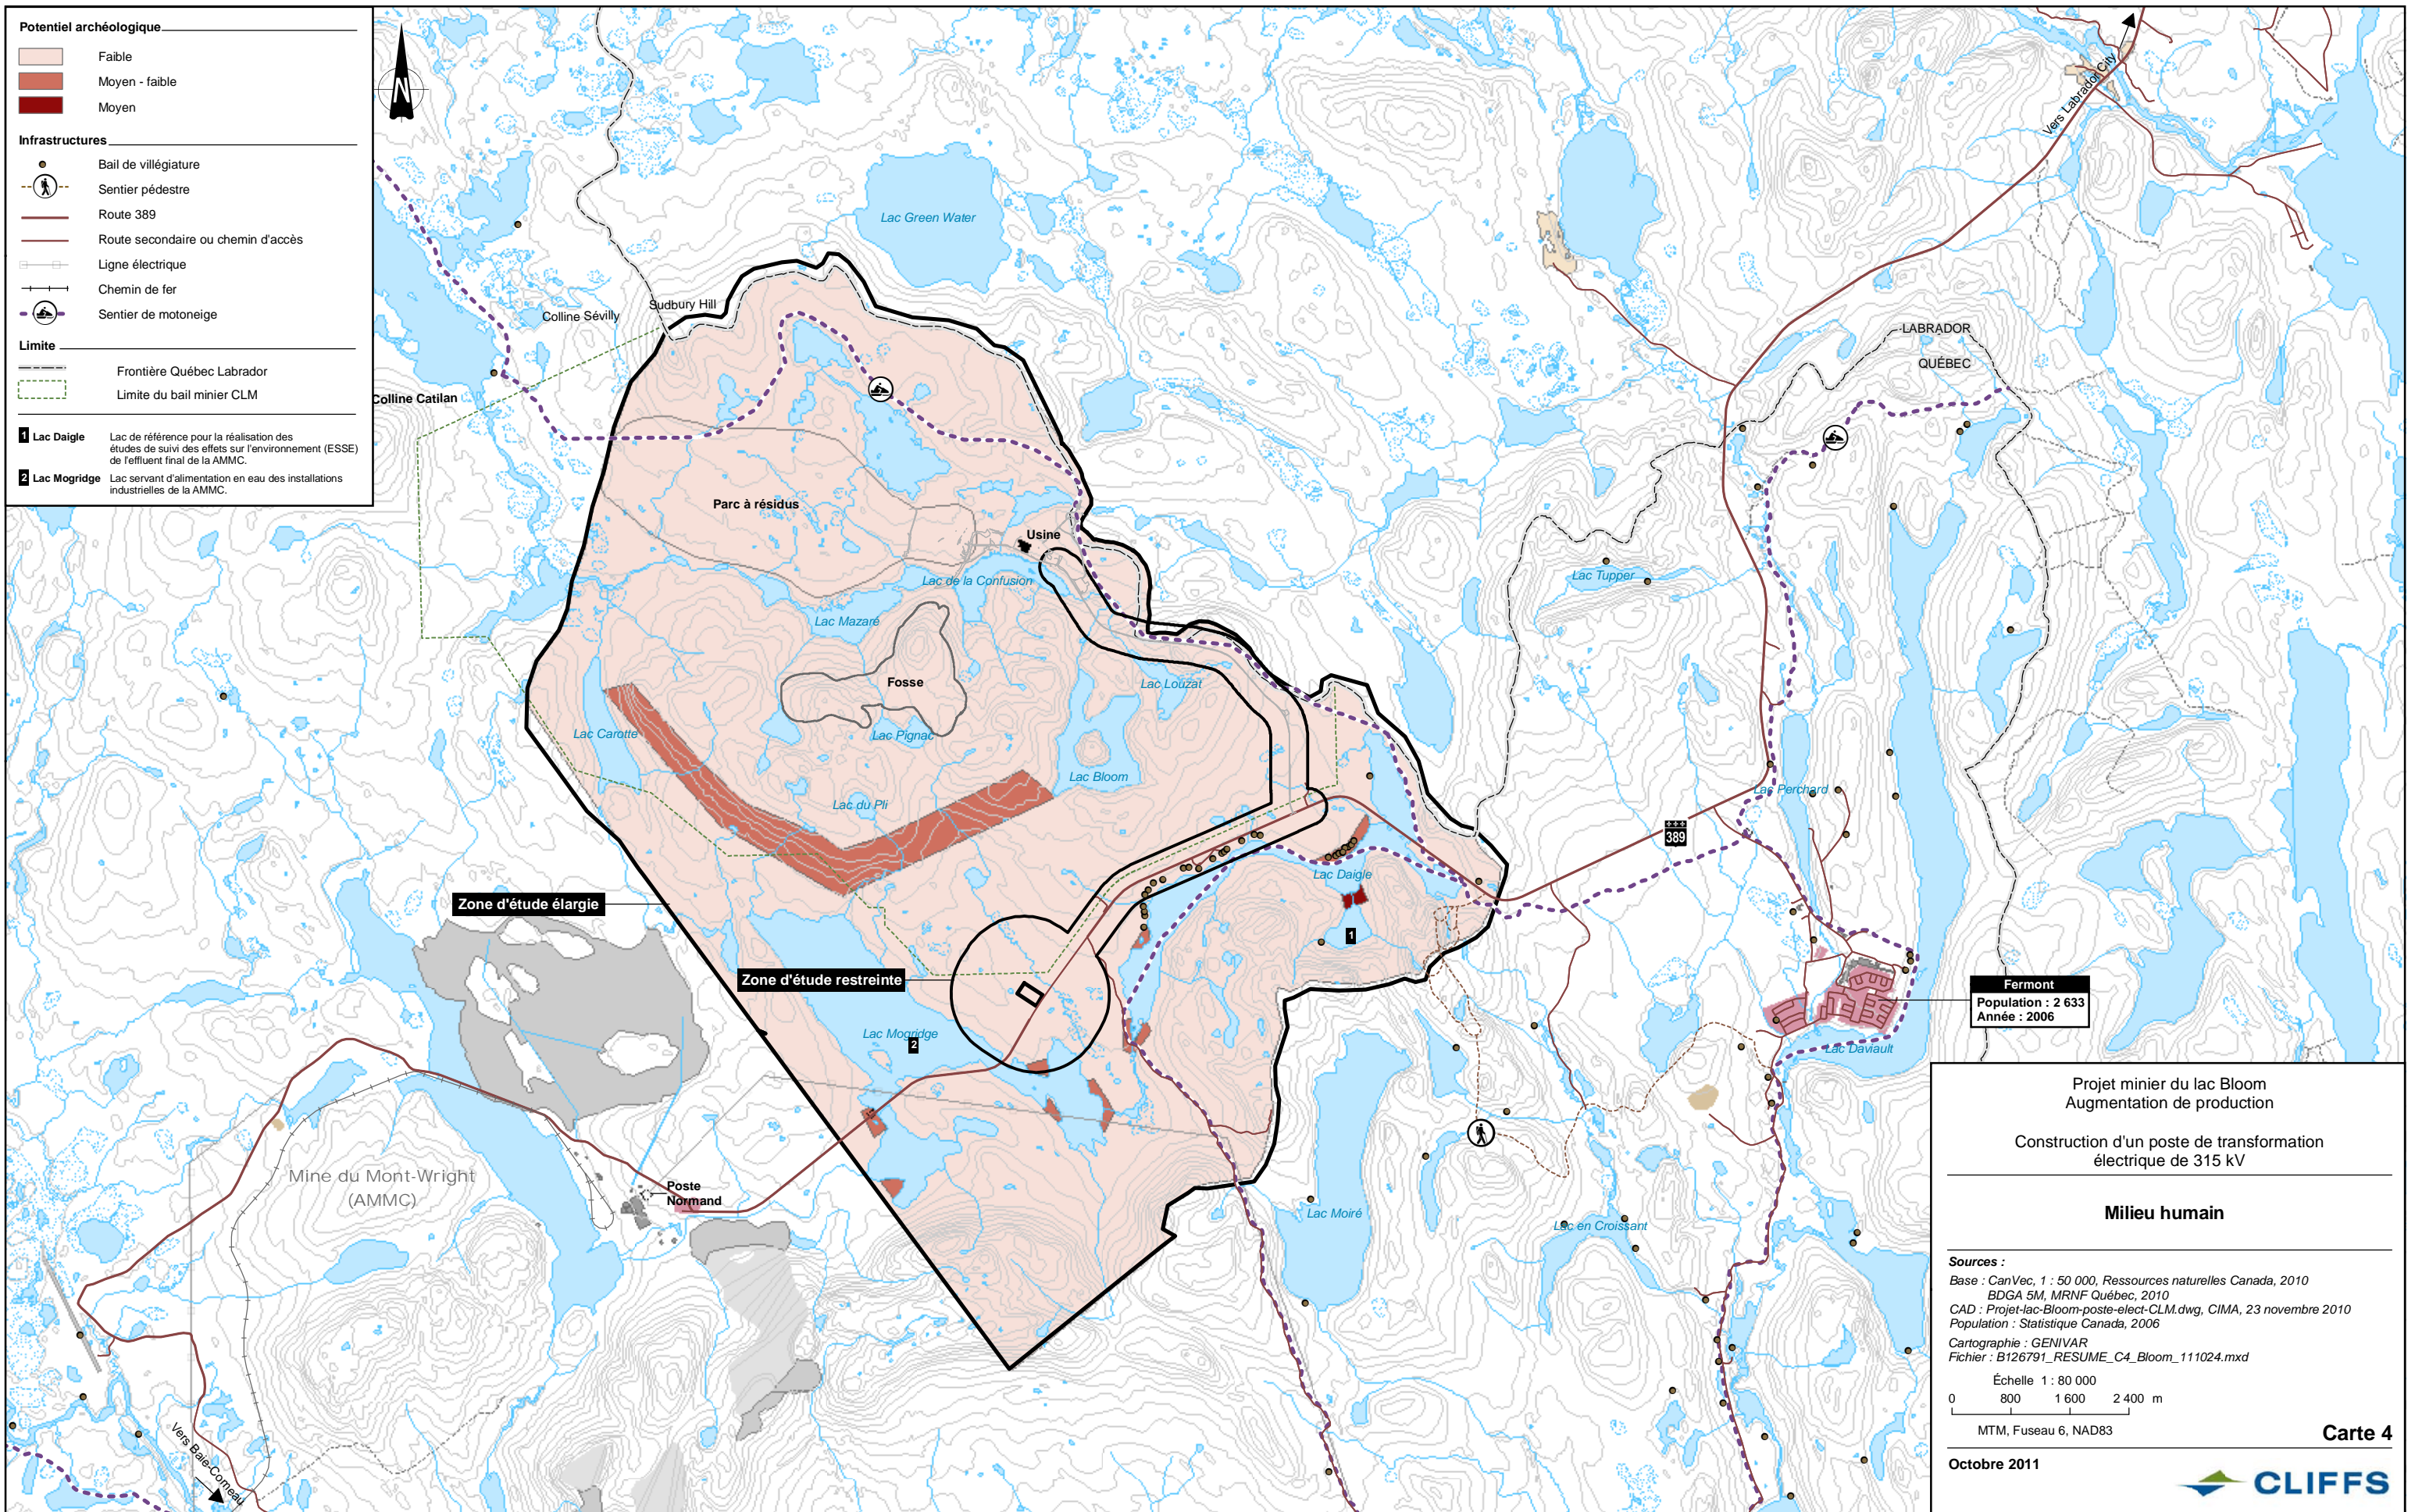 Potentiel archéologique
Faible
Moyen - faible
Moyen
Infrastructures
Bail de villégiature
Sentier pédestre
Route 389
Route secondaire ou chemin d'accès
Ligne électrique
Chemin de fer
Sentier de motoneige
Limite
Frontière Québec Labrador
Limite du bail minier CLM
1 Lac Daigle Lac de référence pour la réalisation des
études de suivi des effets sur l'environnement (ESSE)
de l'effluent final de la AMMC.
2 Lac Mogridge Lac servant d'alimentation en eau des installations
industrielles de la AMMC.
N
Vers Labrador City
Lac Green Water
Sudbury Hill
Colline Sévilly
Colline Catilan
LABRADOR
QUÉBEC
Parc à résidus
Usine
Lac de la Confusion
Lac Tupper
Lac Mazaré
Fosse
Lac Louzat
Lac Carotte
Lac Pignac
Lac Bloom
Lac Perchard
Lac du Pli
389
Lac Daigle
Zone d'étude élargie
1
Zone d'étude restreinte
Fermont
Population : 2 633
Année : 2006
Lac Mogridge
2
Lac Daviault
Mine du Mont-Wright
(AMMC)
Poste
Normand
Lac Moiré
Lac en Croissant
Vers Baie-Comeau
Projet minier du lac Bloom
Augmentation de production
Construction d'un poste de transformation
électrique de 315 kV
Milieu humain
Sources :
Base : CanVec, 1 : 50 000, Ressources naturelles Canada, 2010
BDGA 5M, MRNF Québec, 2010
CAD : Projet-lac-Bloom-poste-elect-CLM.dwg, CIMA, 23 novembre 2010
Population : Statistique Canada, 2006
Cartographie : GENIVAR
Fichier : B126791_RESUME_C4_Bloom_111024.mxd
Échelle 1 : 80 000
0 800 1 600 2 400 m
MTM, Fuseau 6, NAD83
Carte 4
Octobre 2011
CLIFFS